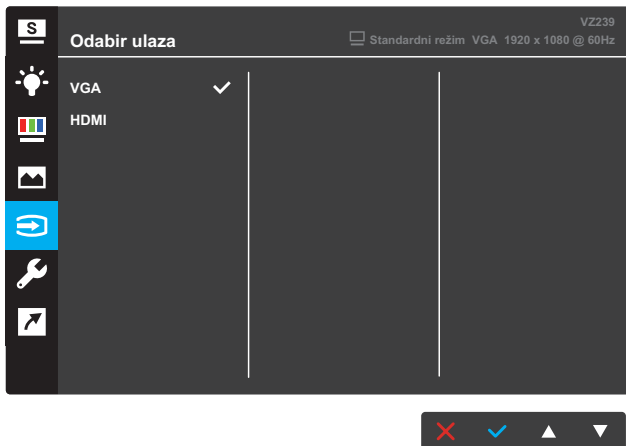 S
VZ239
Odabir ulaza
Standardni režim VGA 1920 x 1080 @ 60Hz
VGA
HDMI